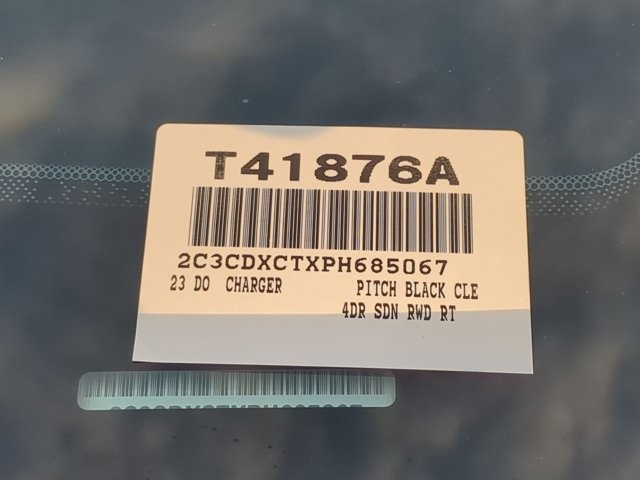 T41876A
2C3CDXCTXPH685067
23 DO CHARGER PITCH BLACK CLE
4DR SDN RWD RT